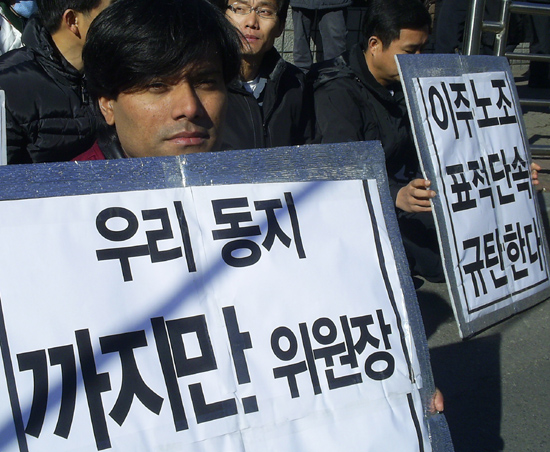 우리 동지
까지만 위원장
이주노조
표적단속
규탄한다